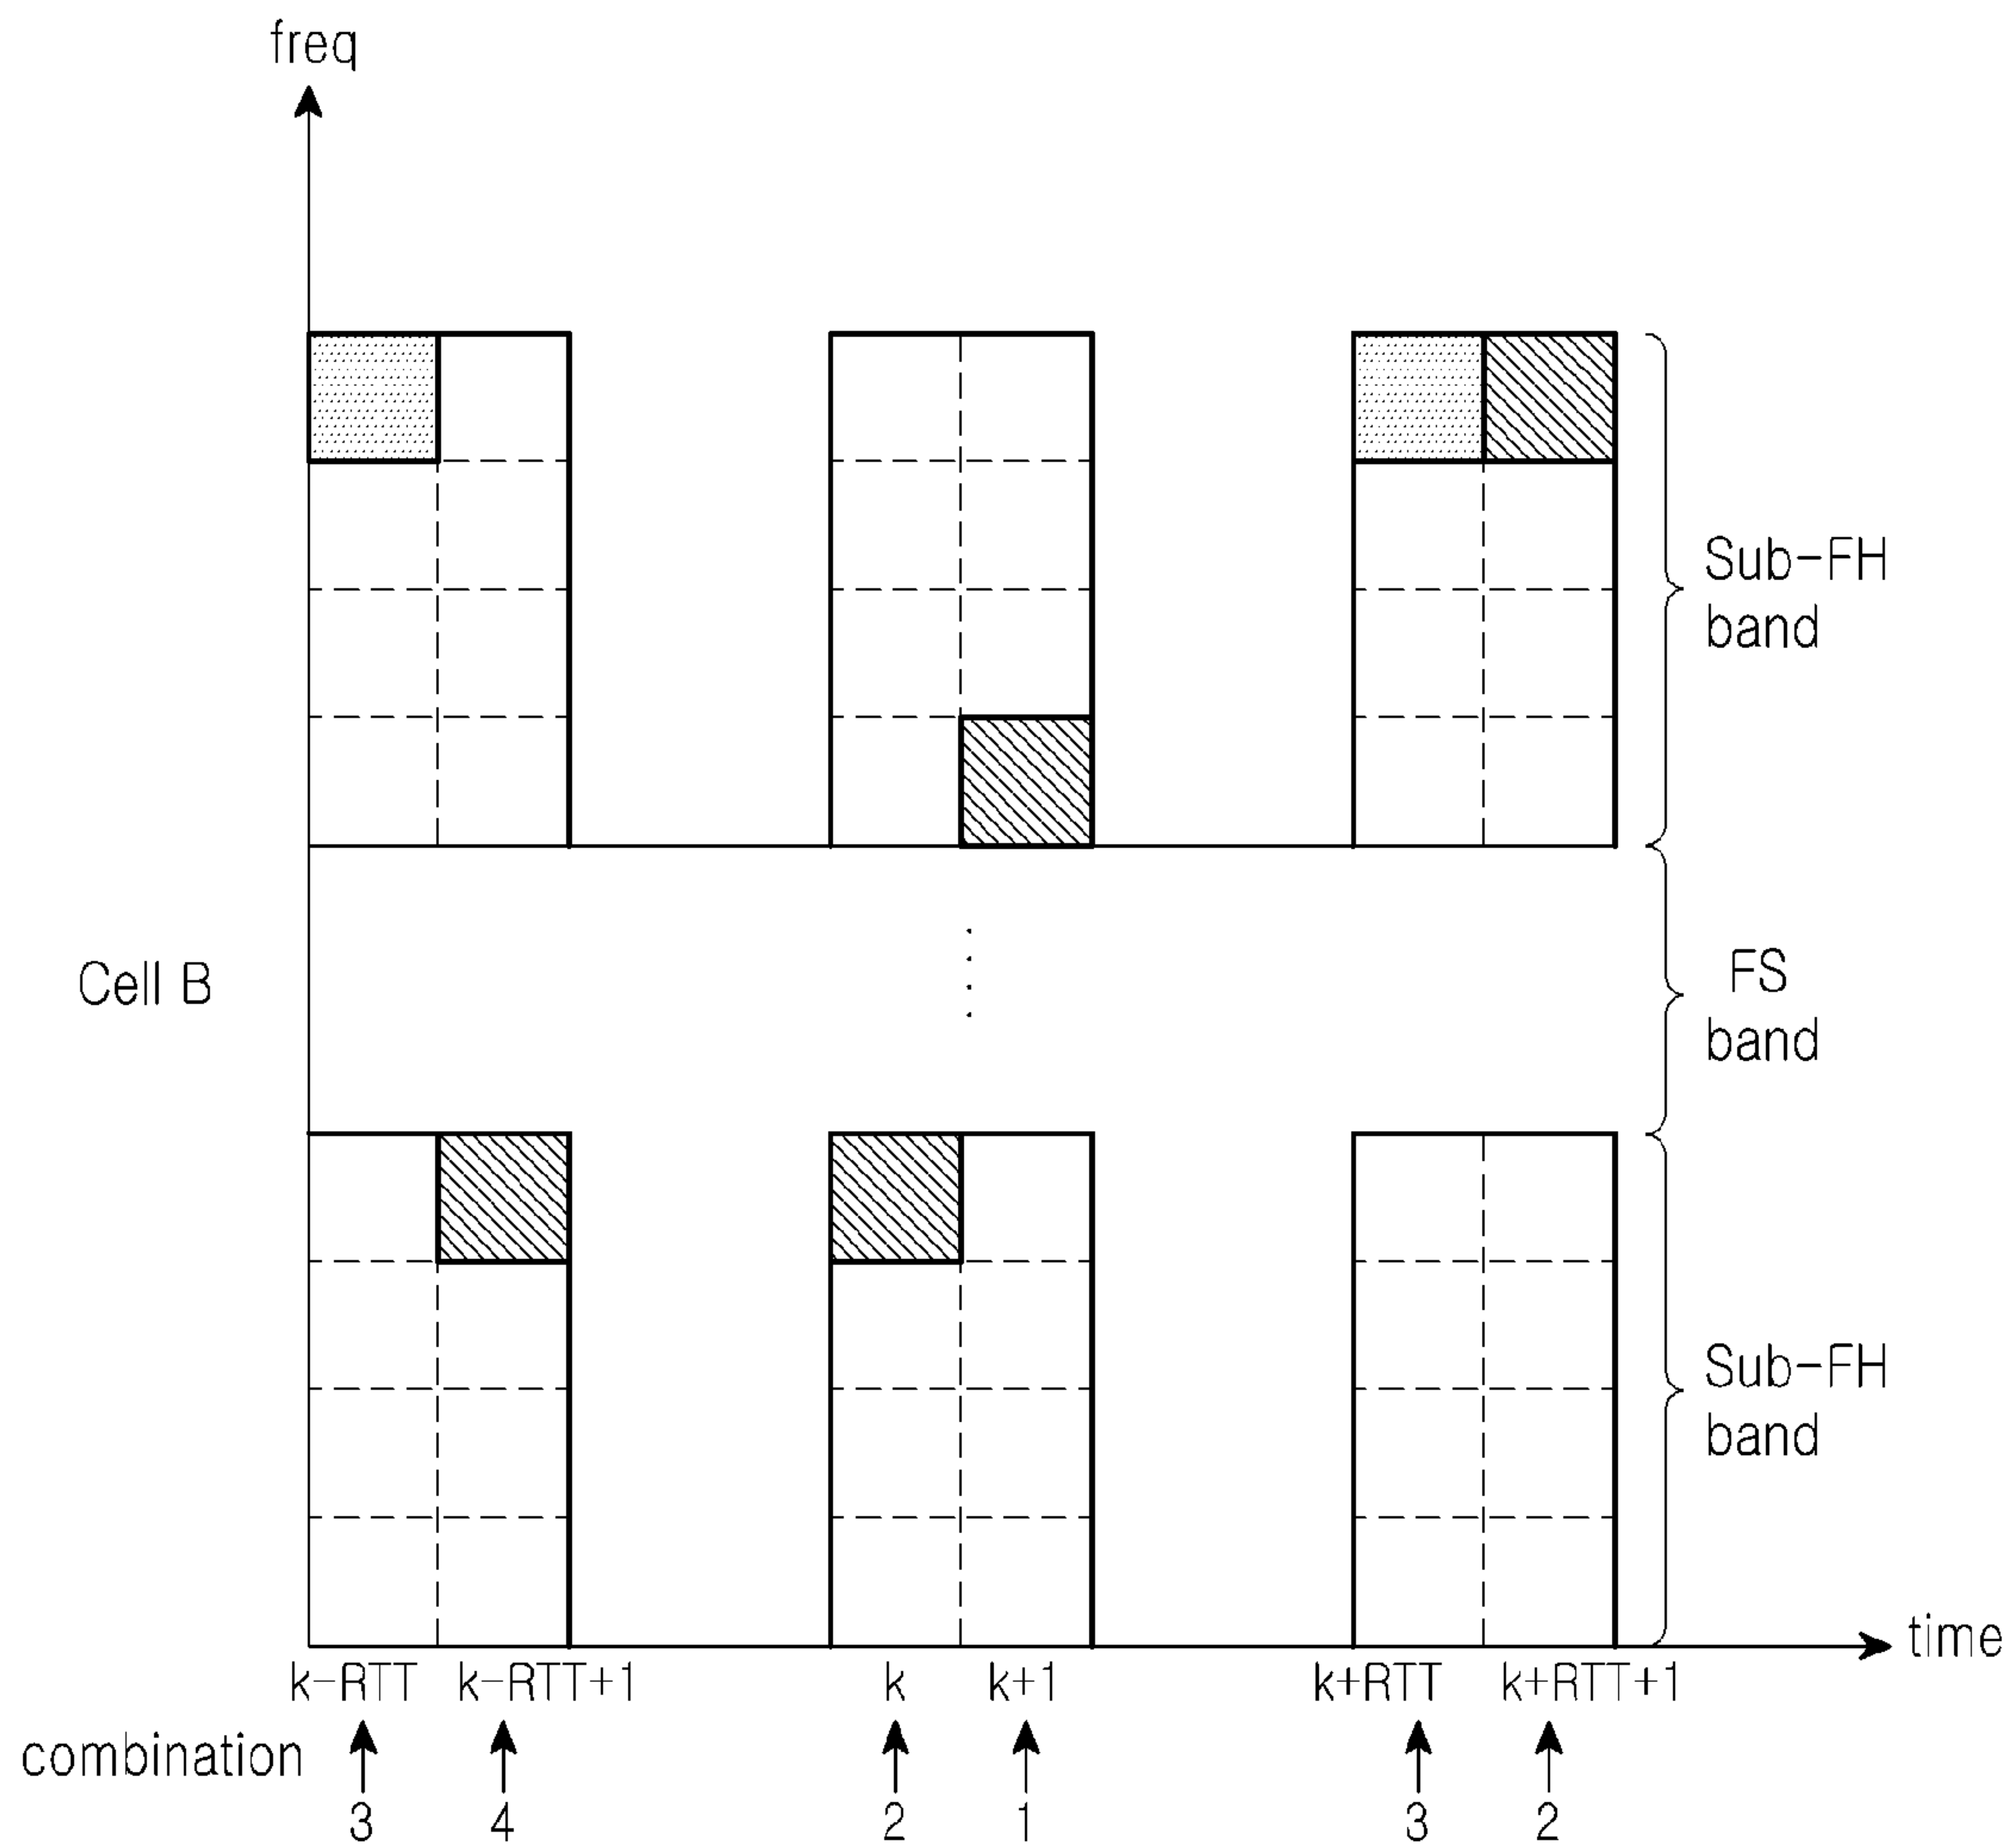 freq
Sub-FH
band
Cell B
FS
band
Sub-FH
band
time
k-RTT k-RTT+1 k k+1 k+RTT k+RTT+1
combination
3 4 2 1 3 2